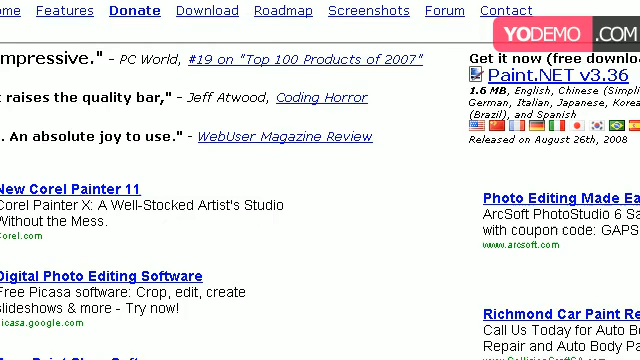 Home Features Donate Download Roadmap Screenshots Forum Contact
YODEMO.COM
mpressive." - PC World, #19 on "Top 100 Products of 2007"
t raises the quality bar," - Jeff Atwood, Coding Horror
. An absolute joy to use." - WebUser Magazine Review
Get it now (free downloa
Paint.NET v3.36
1.6 MB, English, Chinese (Simpli
German, Italian, Japanese, Korea
(Brazil), and Spanish
Released on August 26th, 2008
New Corel Painter 11
Corel Painter X: A Well-Stocked Artist's Studio
Without the Mess.
Corel.com
Digital Photo Editing Software
Free Picasa software: Crop, edit, create
slideshows & more - Try now!
picasa.google.com
Photo Editing Made Ea
ArcSoft PhotoStudio 6 Sa
with coupon code: GAPS
www.arcsoft.com
Richmond Car Paint Re
Call Us Today for Auto Bo
Repair and Auto Body Pa